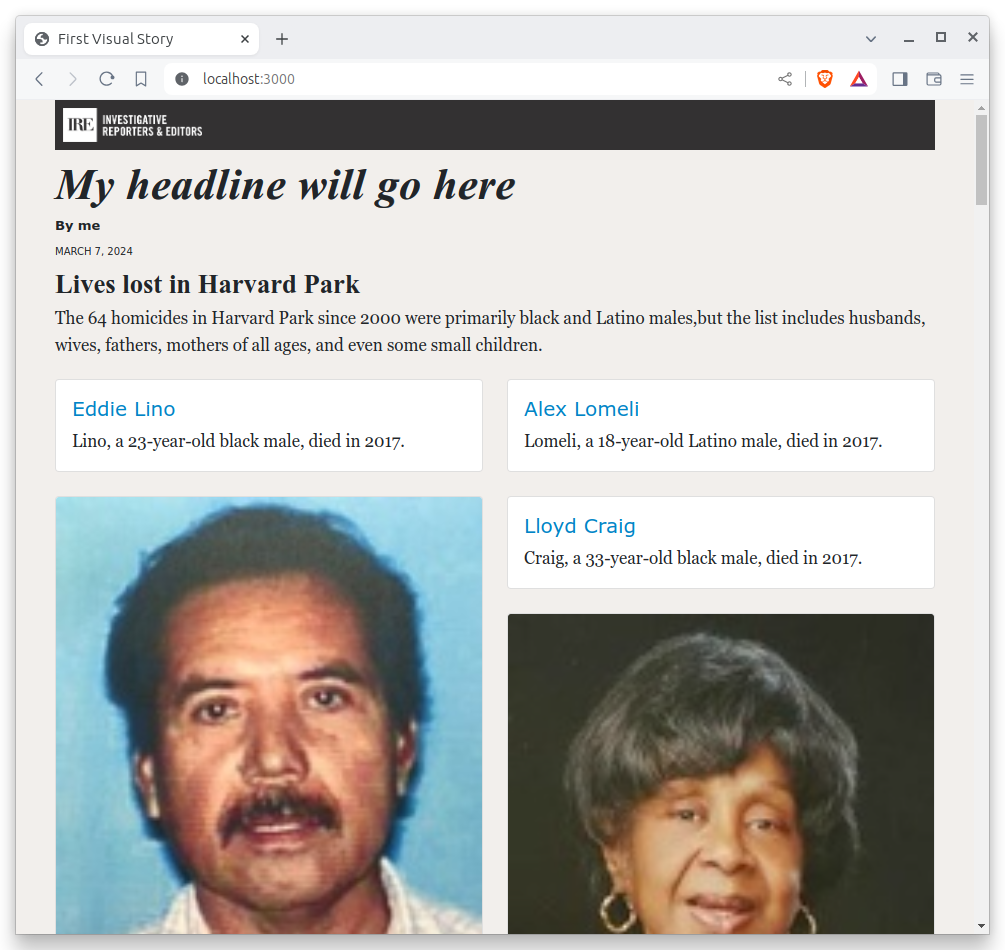 First Visual Story
localhost:3000
IRE
INVESTIGATIVE
REPORTERS & EDITORS
My headline will go here
By me
MARCH 7, 2024
Lives lost in Harvard Park
The 64 homicides in Harvard Park since 2000 were primarily black and Latino males,but the list includes husbands,
wives, fathers, mothers of all ages, and even some small children.
Eddie Lino
Lino, a 23-year-old black male, died in 2017.
Alex Lomeli
Lomeli, a 18-year-old Latino male, died in 2017.
Lloyd Craig
Craig, a 33-year-old black male, died in 2017.